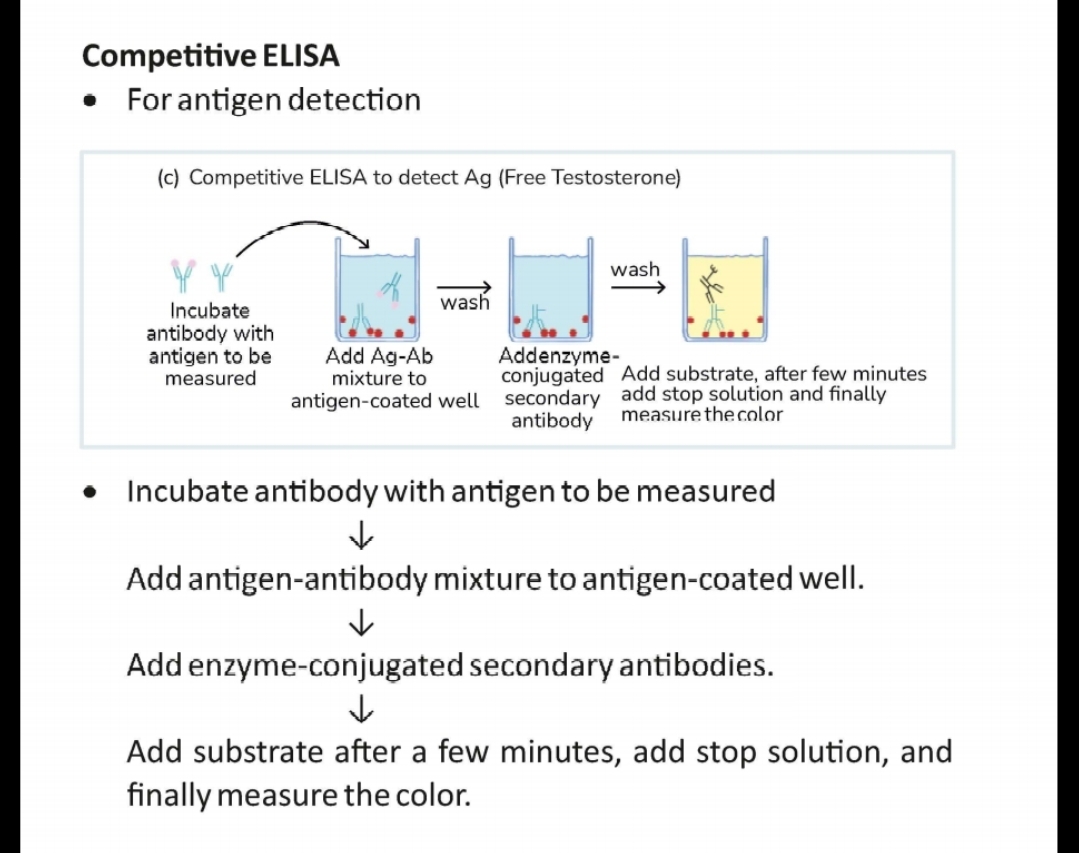 Competitive ELISA
• For antigen detection
(c) Competitive ELISA to detect Ag (Free Testosterone)
Incubate
antibody with
antigen to be
measured
Add Ag-Ab
mixture to
antigen-coated well
wash
Addenzyme-
conjugated
secondary
antibody
wash
Add substrate, after few minutes
add stop solution and finally
measure the color
• Incubate antibody with antigen to be measured
↓
Add antigen-antibody mixture to antigen-coated well.
↓
Add enzyme-conjugated secondary antibodies.
↓
Add substrate after a few minutes, add stop solution, and
finally measure the color.